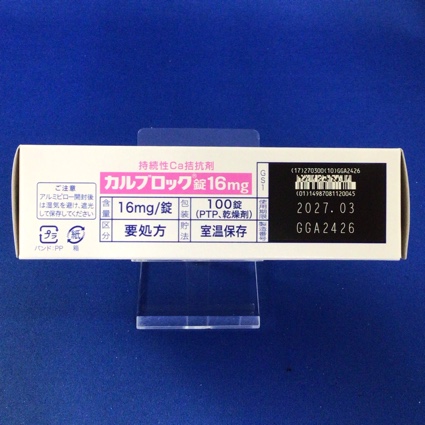 持続性Ca拮抗剤
カルブロック錠16mg
ご注意
アルミピロー開封後
は湿気を避け、遮光
して保存してください
プラ
紙
バンド:PP
箱
含量
16mg/錠
包装
100錠
(PTP、乾燥剤)
区分
要処方
貯法
室温保存
GS1
使用期限
製造番号
(17)270300(10)GGA2426
(01)14987081120045
2027.03
GGA2426